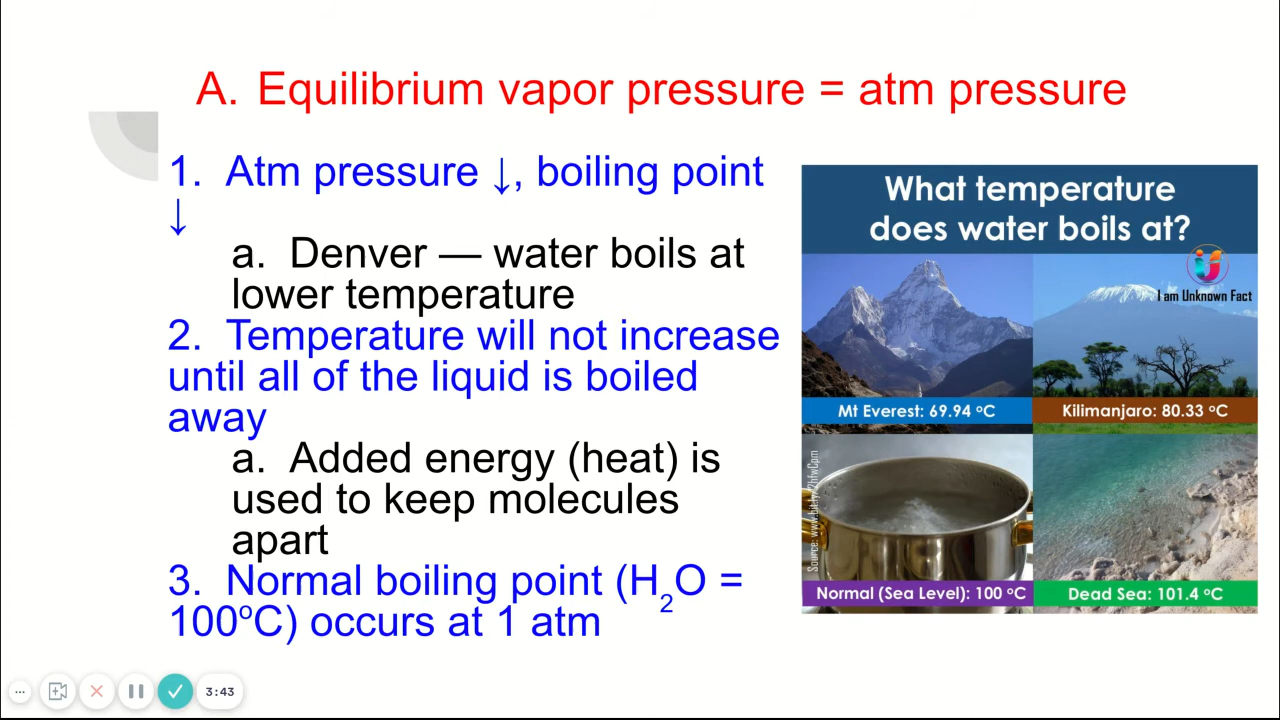 A. Equilibrium vapor pressure = atm pressure
1. Atm pressure ↓, boiling point
↓
a. Denver — water boils at
lower temperature
2. Temperature will not increase
until all of the liquid is boiled
away
a. Added energy (heat) is
used to keep molecules
apart
3. Normal boiling point (H₂O =
100ºC) occurs at 1 atm
What temperature
does water boils at?
I am Unknown Fact
Mt Everest: 69.94 ºC
Kilimanjaro: 80.33 ºC
Normal (Sea Level): 100 ºC
Dead Sea: 101.4 ºC
3:43